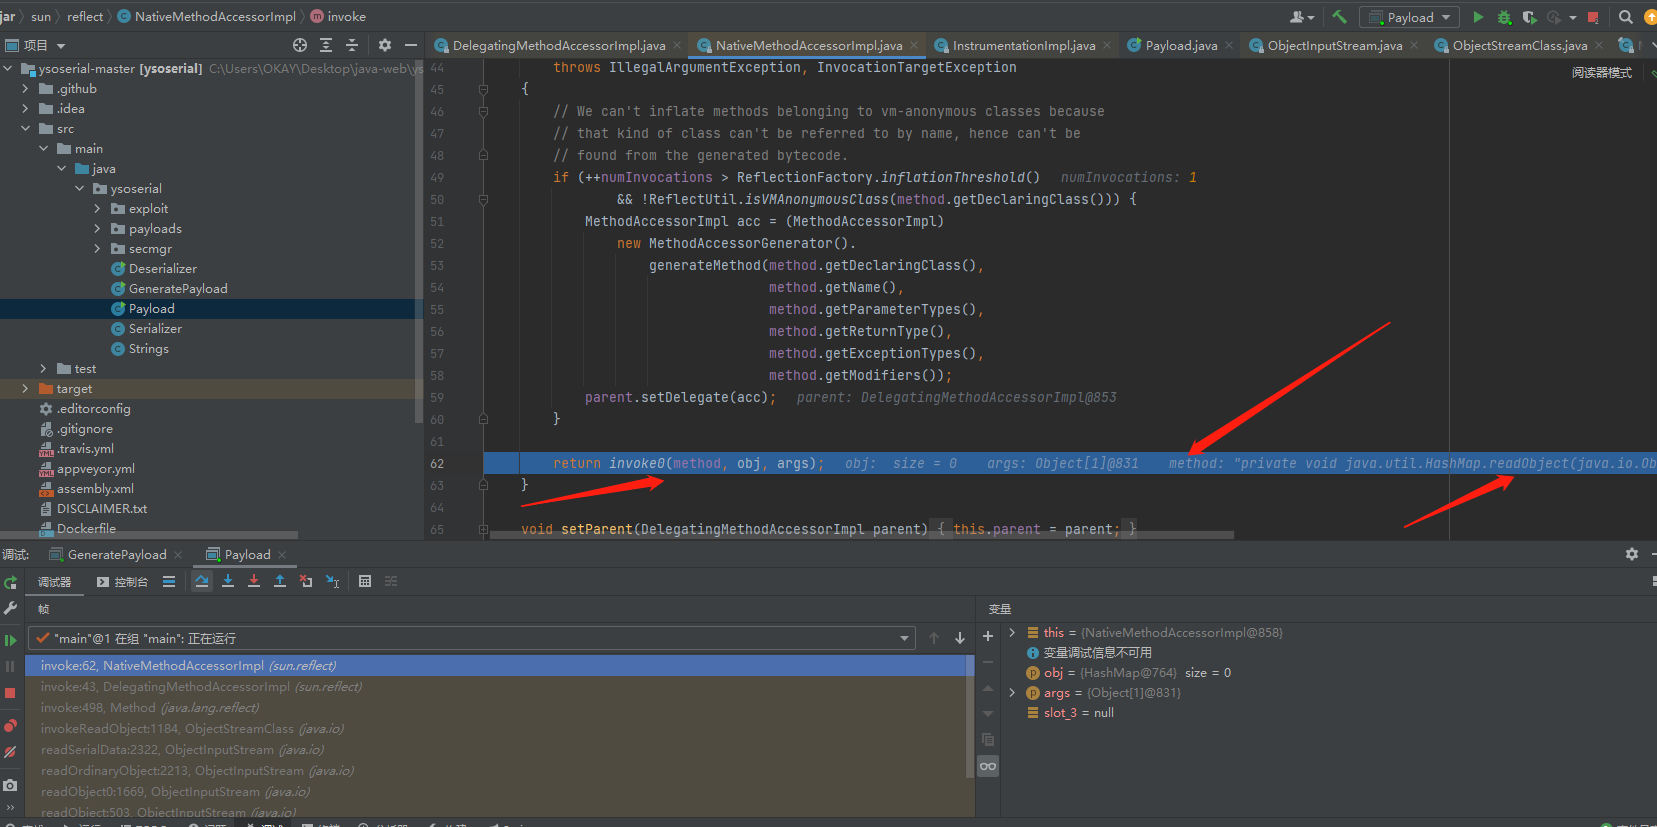 jar sun reflect NativeMethodAccessorImpl invoke Payload
项目 DelegatingMethodAccessorImpl.java NativeMethodAccessorImpl.java InstrumentationImpl.java Payload.java ObjectInputStream.java ObjectStreamClass.java
ysoserial-master [ysoserial] C:\Users\OKAY\Desktop\java-web\ys
.github
.idea
src
main
java
ysoserial
exploit
payloads
secmgr
Deserializer
GeneratePayload
Payload
Serializer
Strings
test
target
.editorconfig
.gitignore
.travis.yml
appveyor.yml
assembly.xml
DISCLAIMER.txt
Dockerfile
阅读器模式
44 throws IllegalArgumentException, InvocationTargetException
45 {
46 // We can't inflate methods belonging to vm-anonymous classes because
47 // that kind of class can't be referred to by name, hence can't be
48 // found from the generated bytecode.
49 if (++numInvocations > ReflectionFactory.inflationThreshold() numInvocations: 1
50 && !ReflectUtil.isVMAnonymousClass(method.getDeclaringClass())) {
51 MethodAccessorImpl acc = (MethodAccessorImpl)
52 new MethodAccessorGenerator().
53 generateMethod(method.getDeclaringClass(),
54 method.getName(),
55 method.getParameterTypes(),
56 method.getReturnType(),
57 method.getExceptionTypes(),
58 method.getModifiers());
59 parent.setDelegate(acc); parent: DelegatingMethodAccessorImpl@853
60 }
61
62 return invoke0(method, obj, args); obj: size = 0 args: Object[1]@831 method: "private void java.util.HashMap.readObject(java.io.Ob
63 }
64
65 void setParent(DelegatingMethodAccessorImpl parent) { this.parent = parent; }
调试: GeneratePayload Payload
调试器 控制台
帧
"main"@1 在组 "main": 正在运行
invoke:62, NativeMethodAccessorImpl (sun.reflect)
invoke:43, DelegatingMethodAccessorImpl (sun.reflect)
invoke:498, Method (java.lang.reflect)
invokeReadObject:1184, ObjectStreamClass (java.io)
readSerialData:2322, ObjectInputStream (java.io)
readOrdinaryObject:2213, ObjectInputStream (java.io)
readObject0:1669, ObjectInputStream (java.io)
readObject:503, ObjectInputStream (java.io)
变量
this = {NativeMethodAccessorImpl@858}
变量调试信息不可用
obj = {HashMap@764} size = 0
args = {Object[1]@831}
slot_3 = null